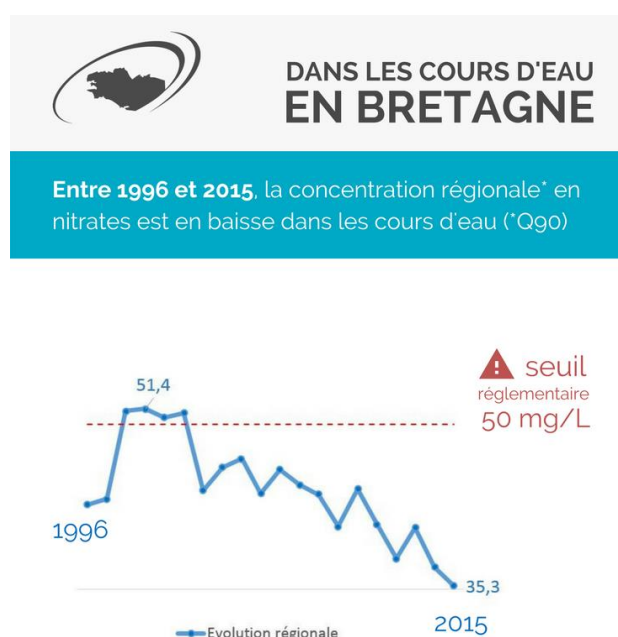 DANS LES COURS D'EAU
EN BRETAGNE
Entre 1996 et 2015, la concentration régionale* en
nitrates est en baisse dans les cours d'eau (*Q90)
seuil
réglementaire
50 mg/L
51,4
1996
35,3
2015
Evolution régionale